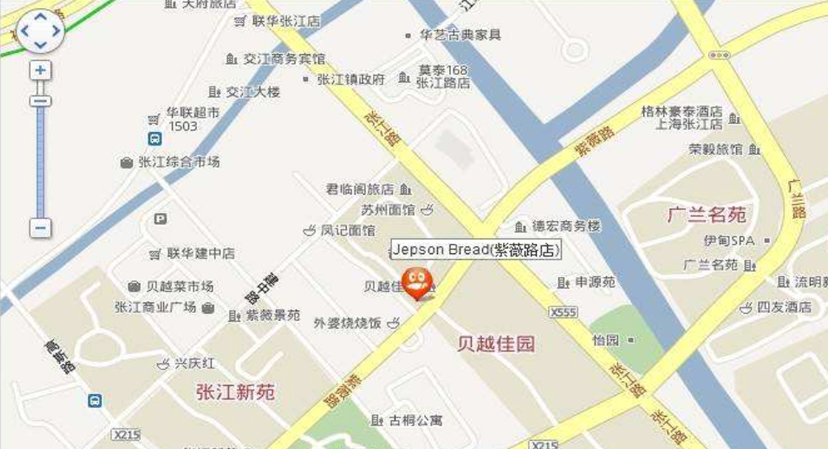 天府旅店
联华张江店
华艺古典家具
交江商务宾馆
张江镇政府
莫泰168
张江路店
交江大楼
华联超市
1503
张江路
格林豪泰酒店
上海张江店
紫薇路
荣毅旅馆
张江综合市场
君临阁旅店
苏州面馆
广兰路
广兰名苑
凤记面馆
德宏商务楼
伊甸SPA
Jepson Bread(紫薇路店)
联华建中店
广兰名苑
建中路
贝越菜市场
贝越佳
申源苑
流明新
张江商业广场
紫薇景苑
外婆烧烧饭
X555
四友酒店
高斯路
贝越佳园
怡园
兴庆红
张江新苑
紫薇路
张江路
古桐公寓
张江路
X215
X215